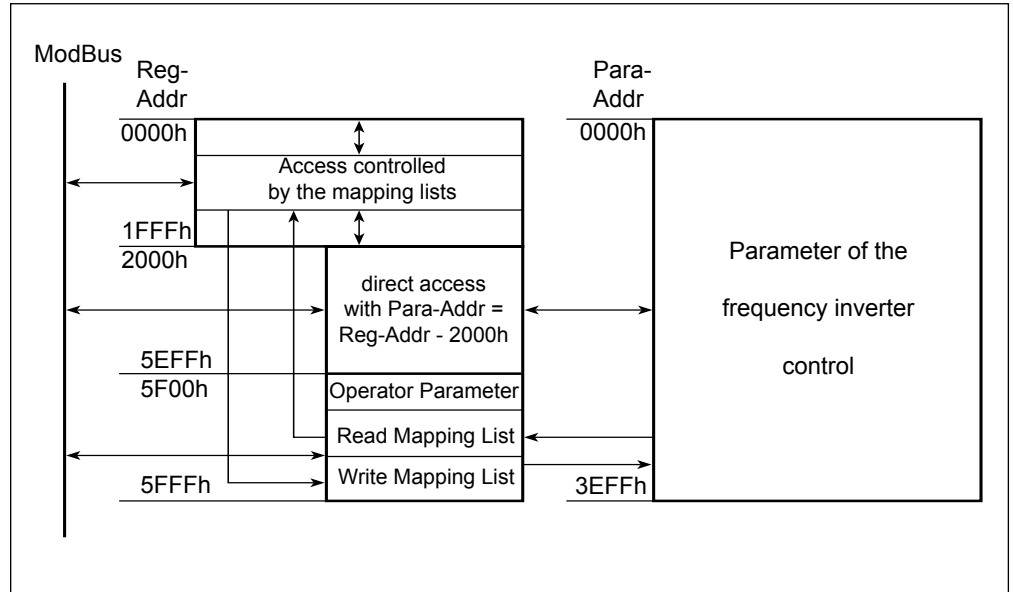 ModBus
Reg-
Addr
0000h
Access controlled
by the mapping lists
1FFFh
2000h
direct access
with Para-Addr =
Reg-Addr - 2000h
5EFFh
5F00h
Operator Parameter
Read Mapping List
Write Mapping List
5FFFh
Para-
Addr
0000h
Parameter of the
frequency inverter
control
3EFFh